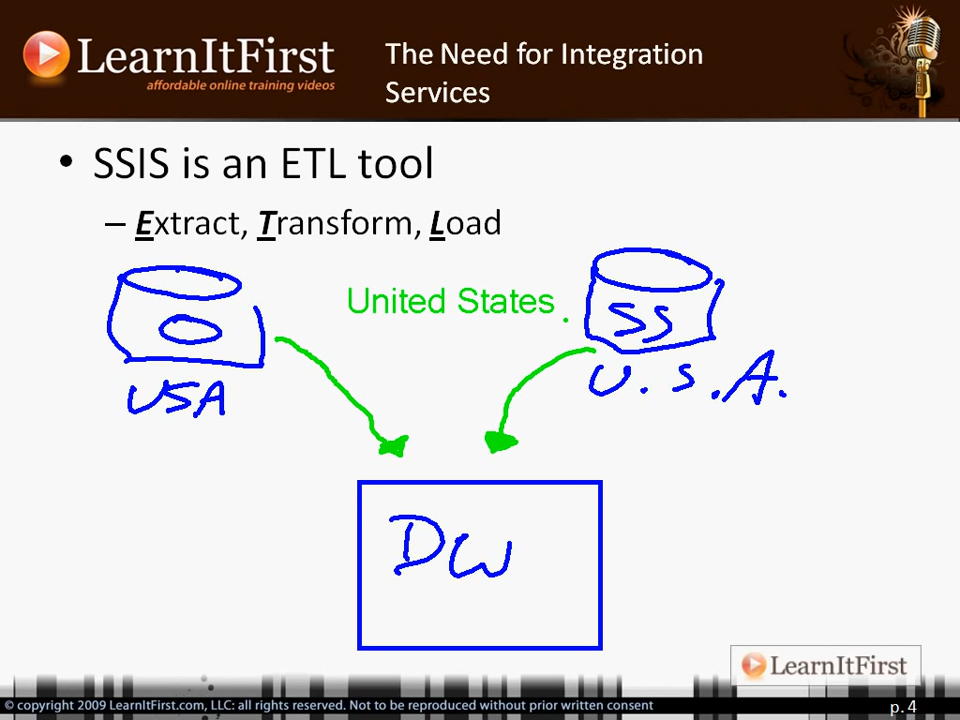 LearnItFirst
affordable online training videos
The Need for Integration
Services
• SSIS is an ETL tool
– Extract, Transform, Load
United States .
O
SS
USA
U.S.A.
DW
LearnItFirst
© copyright 2009 LearnItFirst.com, LLC: all rights reserved. Not to be reproduced without prior written consent
p. 4